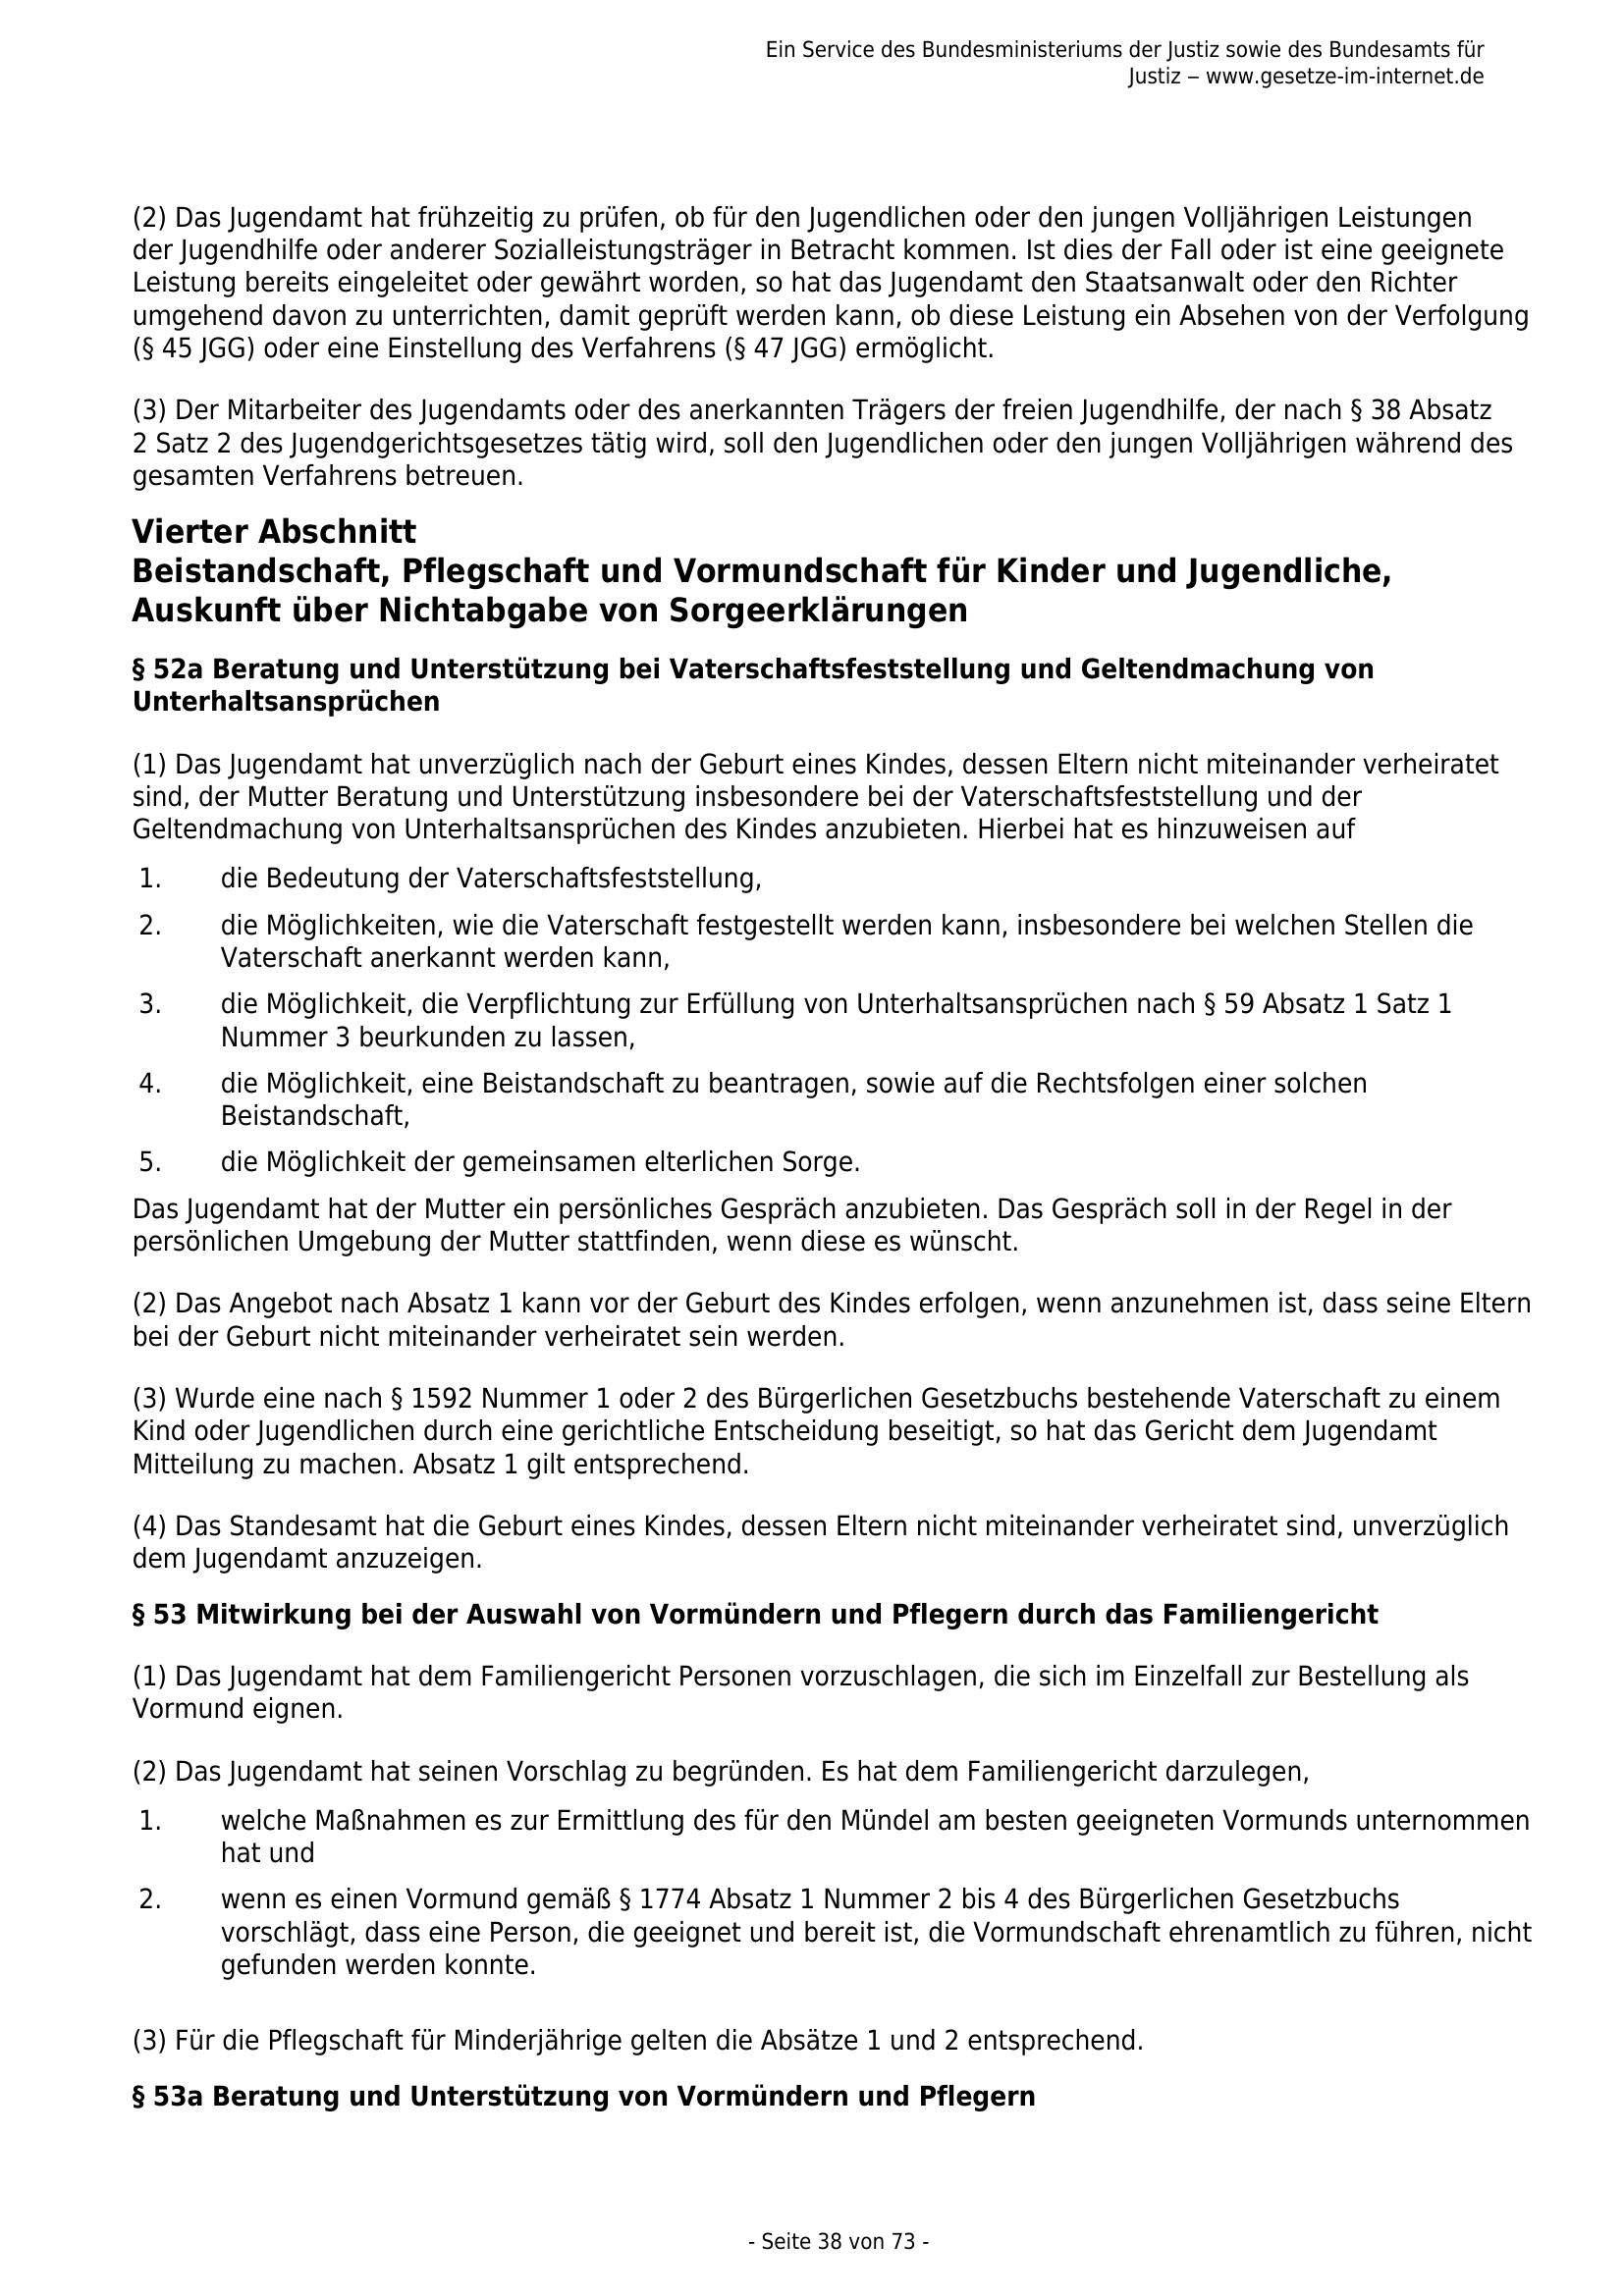 Ein Service des Bundesministeriums der Justiz sowie des Bundesamts für
Justiz ‒ www.gesetze-im-internet.de
(2) Das Jugendamt hat frühzeitig zu prüfen, ob für den Jugendlichen oder den jungen Volljährigen Leistungen
der Jugendhilfe oder anderer Sozialleistungsträger in Betracht kommen. Ist dies der Fall oder ist eine geeignete
Leistung bereits eingeleitet oder gewährt worden, so hat das Jugendamt den Staatsanwalt oder den Richter
umgehend davon zu unterrichten, damit geprüft werden kann, ob diese Leistung ein Absehen von der Verfolgung
(§ 45 JGG) oder eine Einstellung des Verfahrens (§ 47 JGG) ermöglicht.
(3) Der Mitarbeiter des Jugendamts oder des anerkannten Trägers der freien Jugendhilfe, der nach § 38 Absatz
2 Satz 2 des Jugendgerichtsgesetzes tätig wird, soll den Jugendlichen oder den jungen Volljährigen während des
gesamten Verfahrens betreuen.
Vierter Abschnitt
Beistandschaft, Pflegschaft und Vormundschaft für Kinder und Jugendliche,
Auskunft über Nichtabgabe von Sorgeerklärungen
§ 52a Beratung und Unterstützung bei Vaterschaftsfeststellung und Geltendmachung von
Unterhaltsansprüchen
(1) Das Jugendamt hat unverzüglich nach der Geburt eines Kindes, dessen Eltern nicht miteinander verheiratet
sind, der Mutter Beratung und Unterstützung insbesondere bei der Vaterschaftsfeststellung und der
Geltendmachung von Unterhaltsansprüchen des Kindes anzubieten. Hierbei hat es hinzuweisen auf
1. die Bedeutung der Vaterschaftsfeststellung,
2. die Möglichkeiten, wie die Vaterschaft festgestellt werden kann, insbesondere bei welchen Stellen die
Vaterschaft anerkannt werden kann,
3. die Möglichkeit, die Verpflichtung zur Erfüllung von Unterhaltsansprüchen nach § 59 Absatz 1 Satz 1
Nummer 3 beurkunden zu lassen,
4. die Möglichkeit, eine Beistandschaft zu beantragen, sowie auf die Rechtsfolgen einer solchen
Beistandschaft,
5. die Möglichkeit der gemeinsamen elterlichen Sorge.
Das Jugendamt hat der Mutter ein persönliches Gespräch anzubieten. Das Gespräch soll in der Regel in der
persönlichen Umgebung der Mutter stattfinden, wenn diese es wünscht.
(2) Das Angebot nach Absatz 1 kann vor der Geburt des Kindes erfolgen, wenn anzunehmen ist, dass seine Eltern
bei der Geburt nicht miteinander verheiratet sein werden.
(3) Wurde eine nach § 1592 Nummer 1 oder 2 des Bürgerlichen Gesetzbuchs bestehende Vaterschaft zu einem
Kind oder Jugendlichen durch eine gerichtliche Entscheidung beseitigt, so hat das Gericht dem Jugendamt
Mitteilung zu machen. Absatz 1 gilt entsprechend.
(4) Das Standesamt hat die Geburt eines Kindes, dessen Eltern nicht miteinander verheiratet sind, unverzüglich
dem Jugendamt anzuzeigen.
§ 53 Mitwirkung bei der Auswahl von Vormündern und Pflegern durch das Familiengericht
(1) Das Jugendamt hat dem Familiengericht Personen vorzuschlagen, die sich im Einzelfall zur Bestellung als
Vormund eignen.
(2) Das Jugendamt hat seinen Vorschlag zu begründen. Es hat dem Familiengericht darzulegen,
1. welche Maßnahmen es zur Ermittlung des für den Mündel am besten geeigneten Vormunds unternommen
hat und
2. wenn es einen Vormund gemäß § 1774 Absatz 1 Nummer 2 bis 4 des Bürgerlichen Gesetzbuchs
vorschlägt, dass eine Person, die geeignet und bereit ist, die Vormundschaft ehrenamtlich zu führen, nicht
gefunden werden konnte.
(3) Für die Pflegschaft für Minderjährige gelten die Absätze 1 und 2 entsprechend.
§ 53a Beratung und Unterstützung von Vormündern und Pflegern
- Seite 38 von 73 -